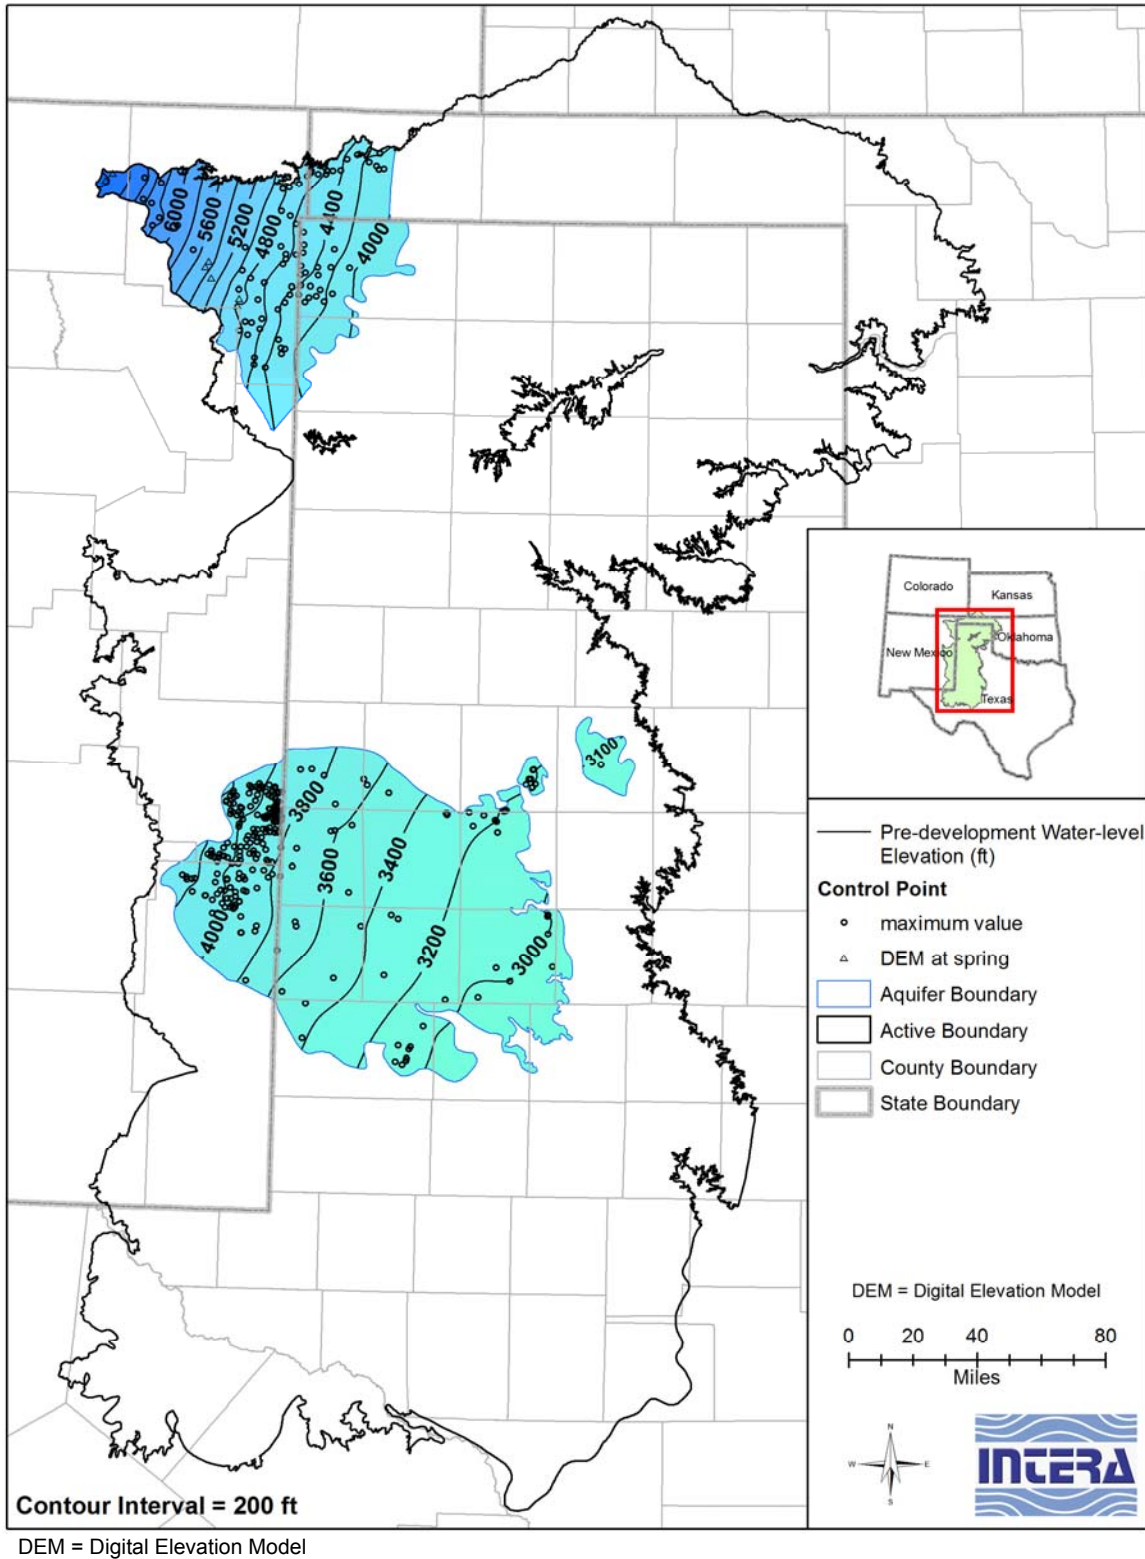 6000
5600
5200
4800
4400
4000
3100
3800
3600
3400
4000
3200
3000
Colorado
Kansas
New Mexico
Oklahoma
Texas
Pre-development Water-level
Elevation (ft)
Control Point
maximum value
DEM at spring
Aquifer Boundary
Active Boundary
County Boundary
State Boundary
DEM = Digital Elevation Model
0 20 40 80
Miles
N
W E
S
INTERA
Contour Interval = 200 ft
DEM = Digital Elevation Model